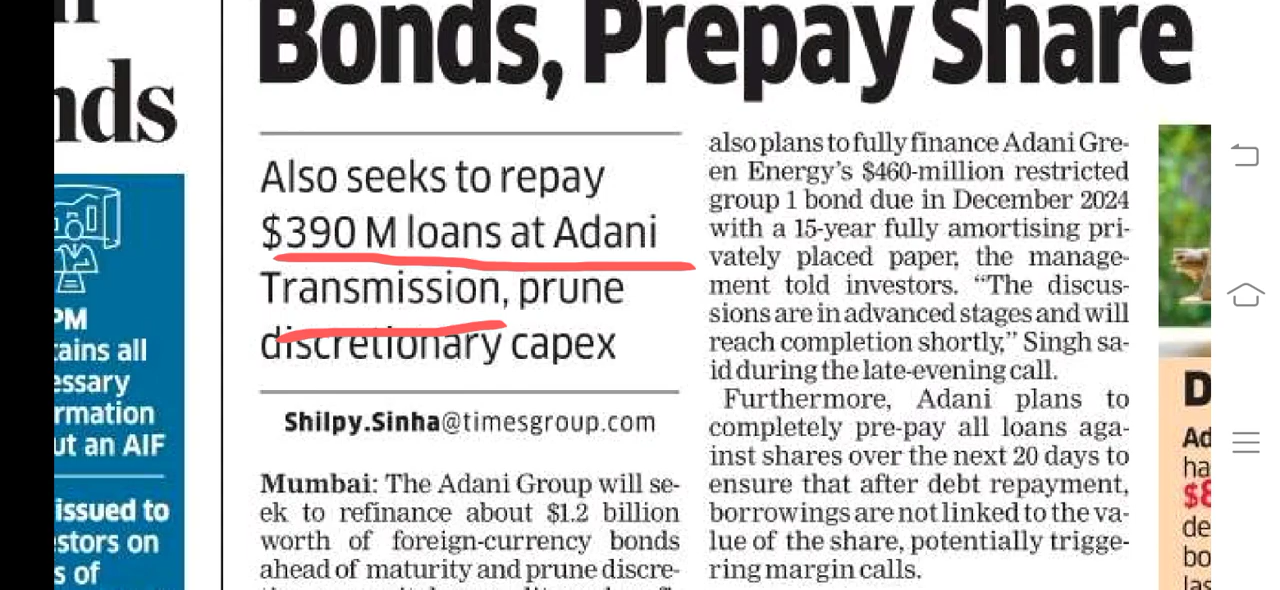 nds
PM
all
AIF
issued to
on
of
Bonds, Prepay Share
Also seeks to repay
$390 M loans at Adani
Transmission, prune
discretionary capex
Shilpy.Sinha@timesgroup.com
Mumbai: The Adani Group will se-
ek to refinance about $1.2 billion
worth of foreign-currency bonds
ahead of maturity and prune discre-
also plans to fully finance Adani Gre-
en Energy’s $460-million restricted
group 1 bond due in December 2024
with a 15-year fully amortising pri-
vately placed paper, the manage-
ment told investors. “The discus-
sions are in advanced stages and will
reach completion shortly,” Singh sa-
id during the late-evening call.
Furthermore, Adani plans to
completely pre-pay all loans aga-
inst shares over the next 20 days to
ensure that after debt repayment,
borrowings are not linked to the va-
lue of the share, potentially trigge-
ring margin calls.
D
Ad
ha
de
bo